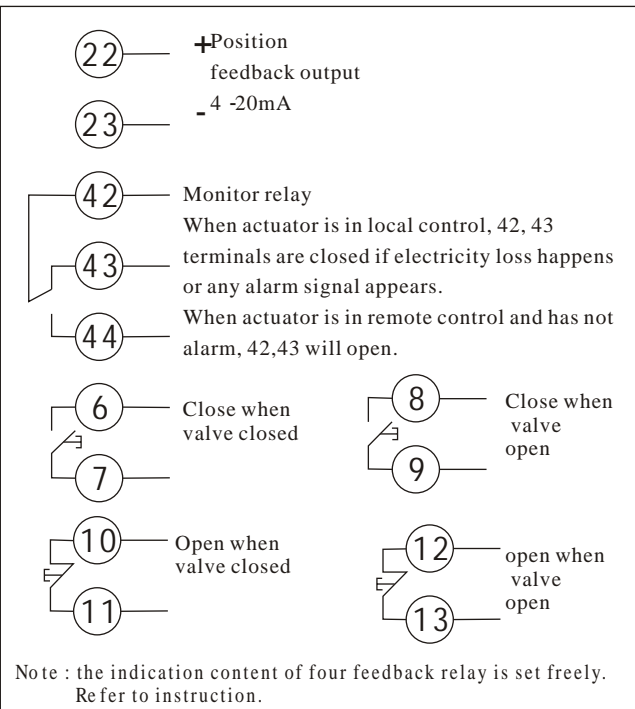 22 +Position
feedback output
23 - 4 -20mA
42 Monitor relay
When actuator is in local control, 42, 43
43 terminals are closed if electricity loss happens
or any alarm signal appears.
When actuator is in remote control and has not
44 alarm, 42,43 will open.
6 Close when
valve closed
7
8 Close when
valve
open
9
10 Open when
valve closed
11
12 open when
valve
open
13
Note : the indication content of four feedback relay is set freely.
Refer to instruction.